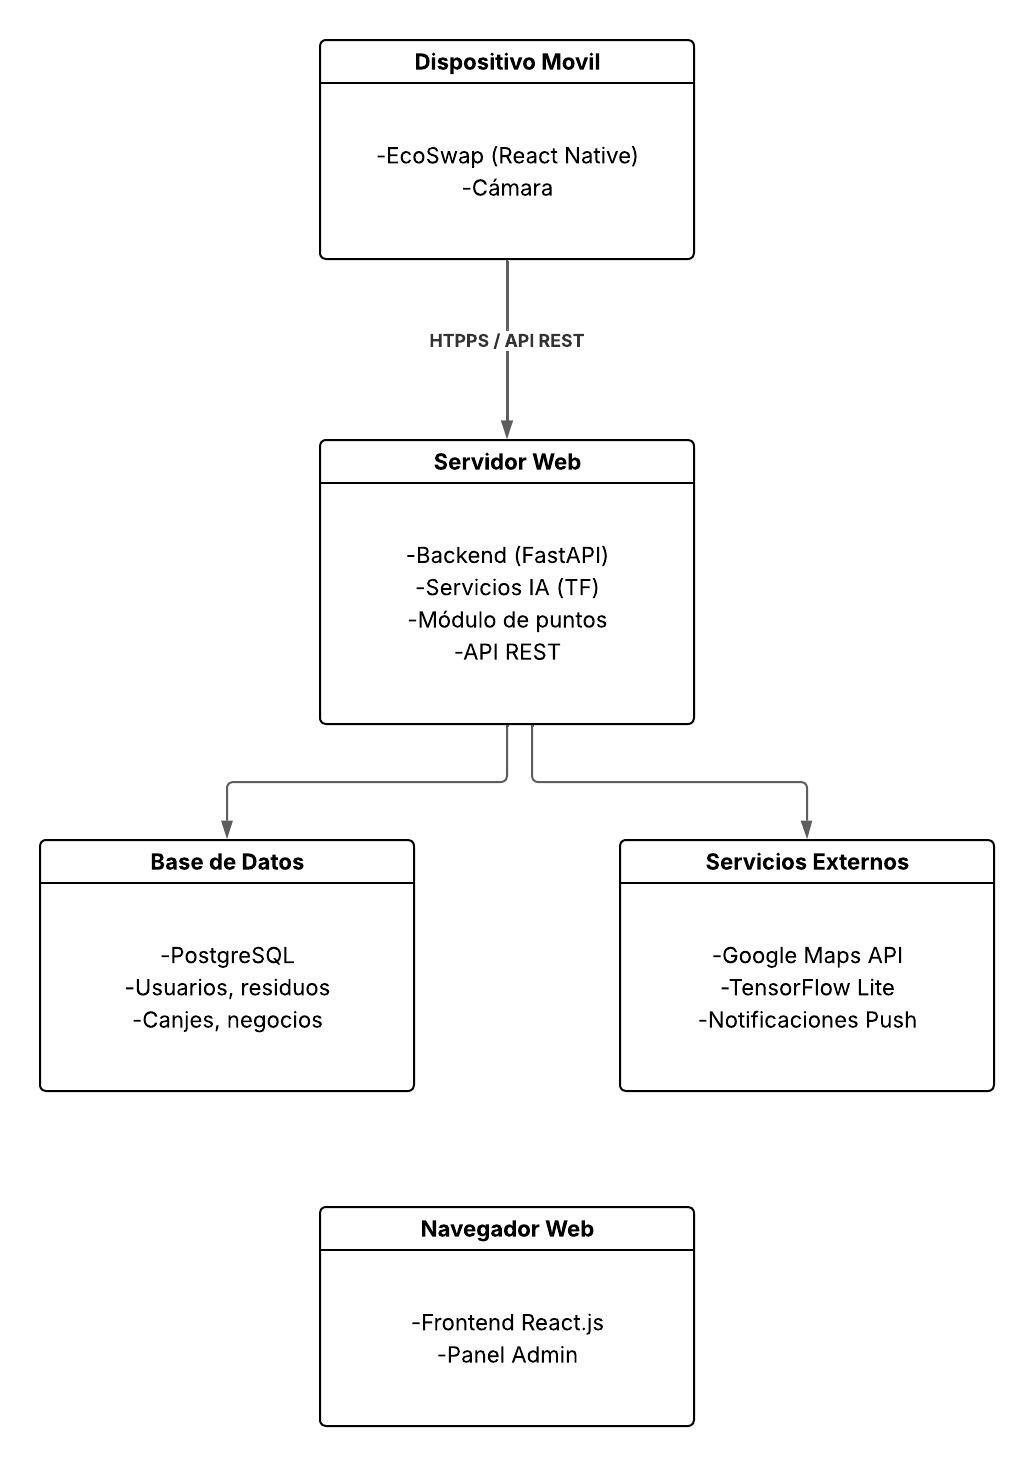 Dispositivo Movil
-EcoSwap (React Native)
-Cámara
HTPPS / API REST
Servidor Web
-Backend (FastAPI)
-Servicios IA (TF)
-Módulo de puntos
-API REST
Base de Datos
-PostgreSQL
-Usuarios, residuos
-Canjes, negocios
Servicios Externos
-Google Maps API
-TensorFlow Lite
-Notificaciones Push
Navegador Web
-Frontend React.js
-Panel Admin